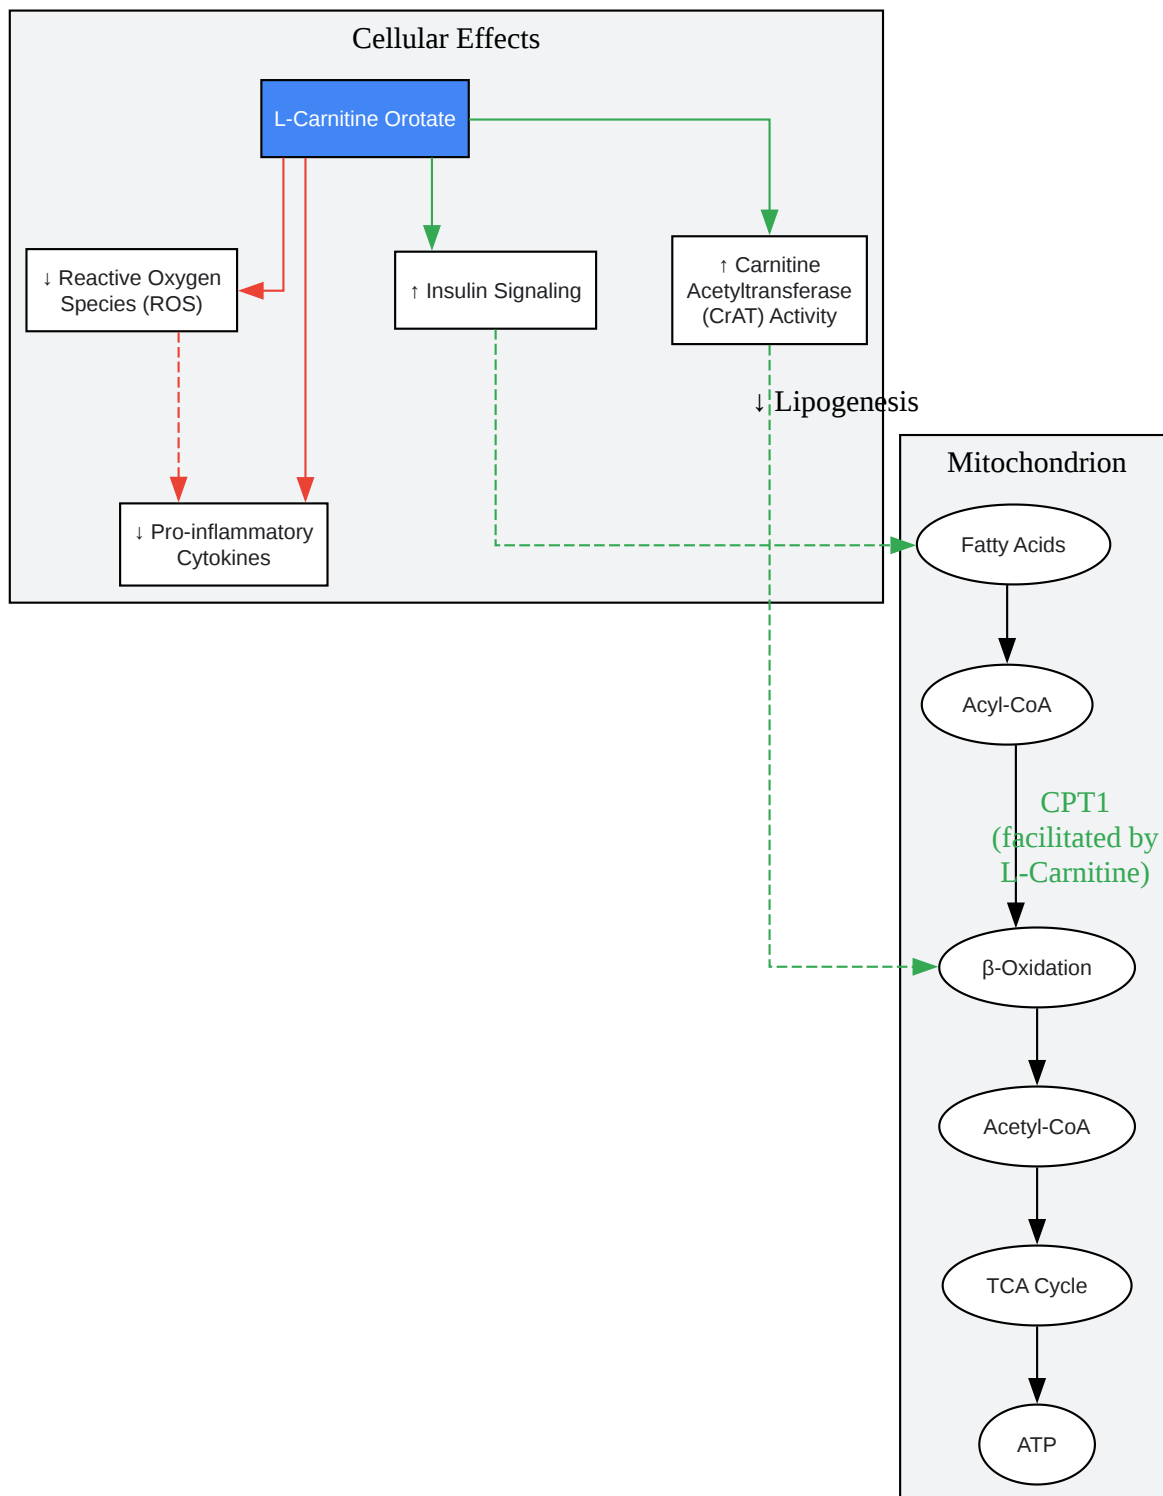 Cellular Effects
L-Carnitine Orotate
↓ Reactive Oxygen
Species (ROS)
↑ Insulin Signaling
↑ Carnitine
Acetyltransferase
(CrAT) Activity
↓ Lipogenesis
↓ Pro-inflammatory
Cytokines
Mitochondrion
Fatty Acids
Acyl-CoA
CPT1
(facilitated by
L-Carnitine)
β-Oxidation
Acetyl-CoA
TCA Cycle
ATP